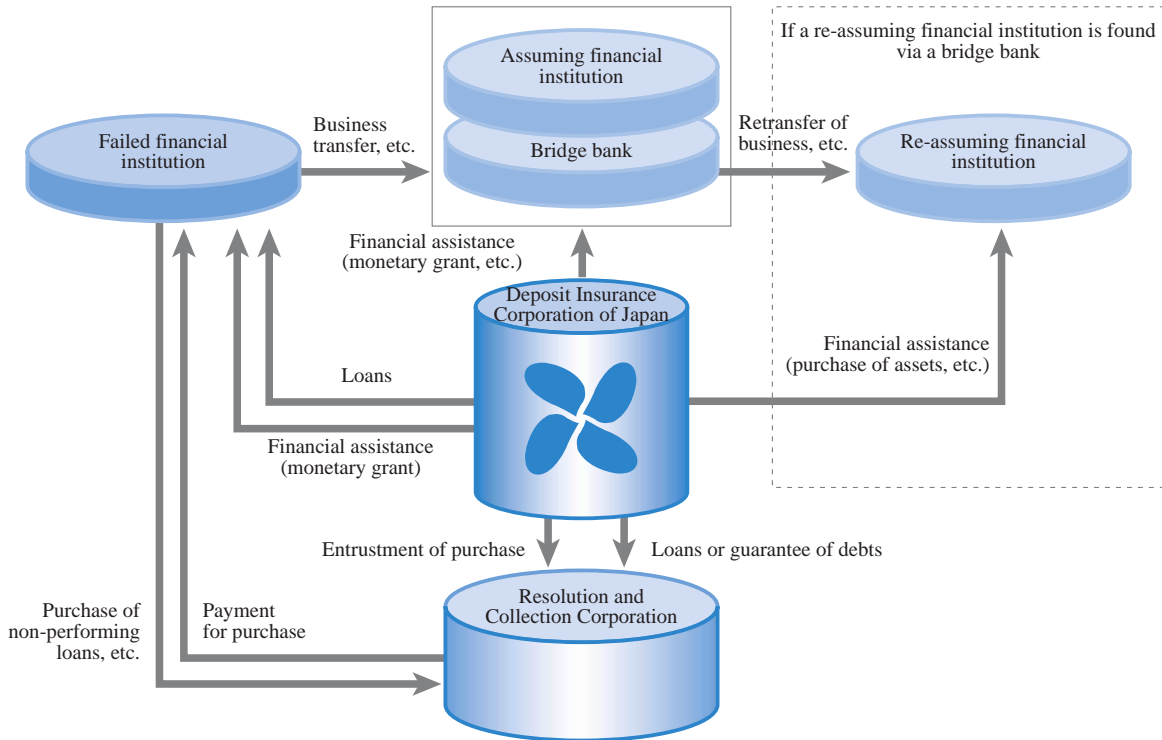 If a re-assuming financial institution is found
via a bridge bank
Assuming financial
institution
Bridge bank
Failed financial
institution
Business
transfer, etc.
Retransfer of
business, etc.
Re-assuming financial
institution
Financial assistance
(monetary grant, etc.)
Deposit Insurance
Corporation of Japan
Financial assistance
(purchase of assets, etc.)
Loans
Financial assistance
(monetary grant)
Entrustment of purchase
Loans or guarantee of debts
Resolution and
Collection Corporation
Purchase of
non-performing
loans, etc.
Payment
for purchase